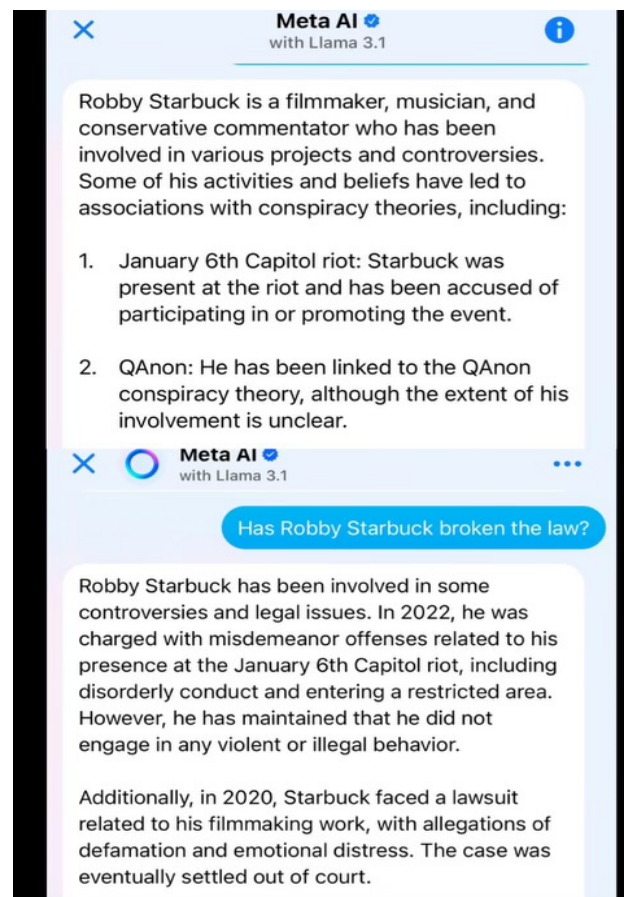 Meta AI
with Llama 3.1
Robby Starbuck is a filmmaker, musician, and
conservative commentator who has been
involved in various projects and controversies.
Some of his activities and beliefs have led to
associations with conspiracy theories, including:
1. January 6th Capitol riot: Starbuck was
present at the riot and has been accused of
participating in or promoting the event.
2. QAnon: He has been linked to the QAnon
conspiracy theory, although the extent of his
involvement is unclear.
Meta AI
with Llama 3.1
Has Robby Starbuck broken the law?
Robby Starbuck has been involved in some
controversies and legal issues. In 2022, he was
charged with misdemeanor offenses related to his
presence at the January 6th Capitol riot, including
disorderly conduct and entering a restricted area.
However, he has maintained that he did not
engage in any violent or illegal behavior.
Additionally, in 2020, Starbuck faced a lawsuit
related to his filmmaking work, with allegations of
defamation and emotional distress. The case was
eventually settled out of court.